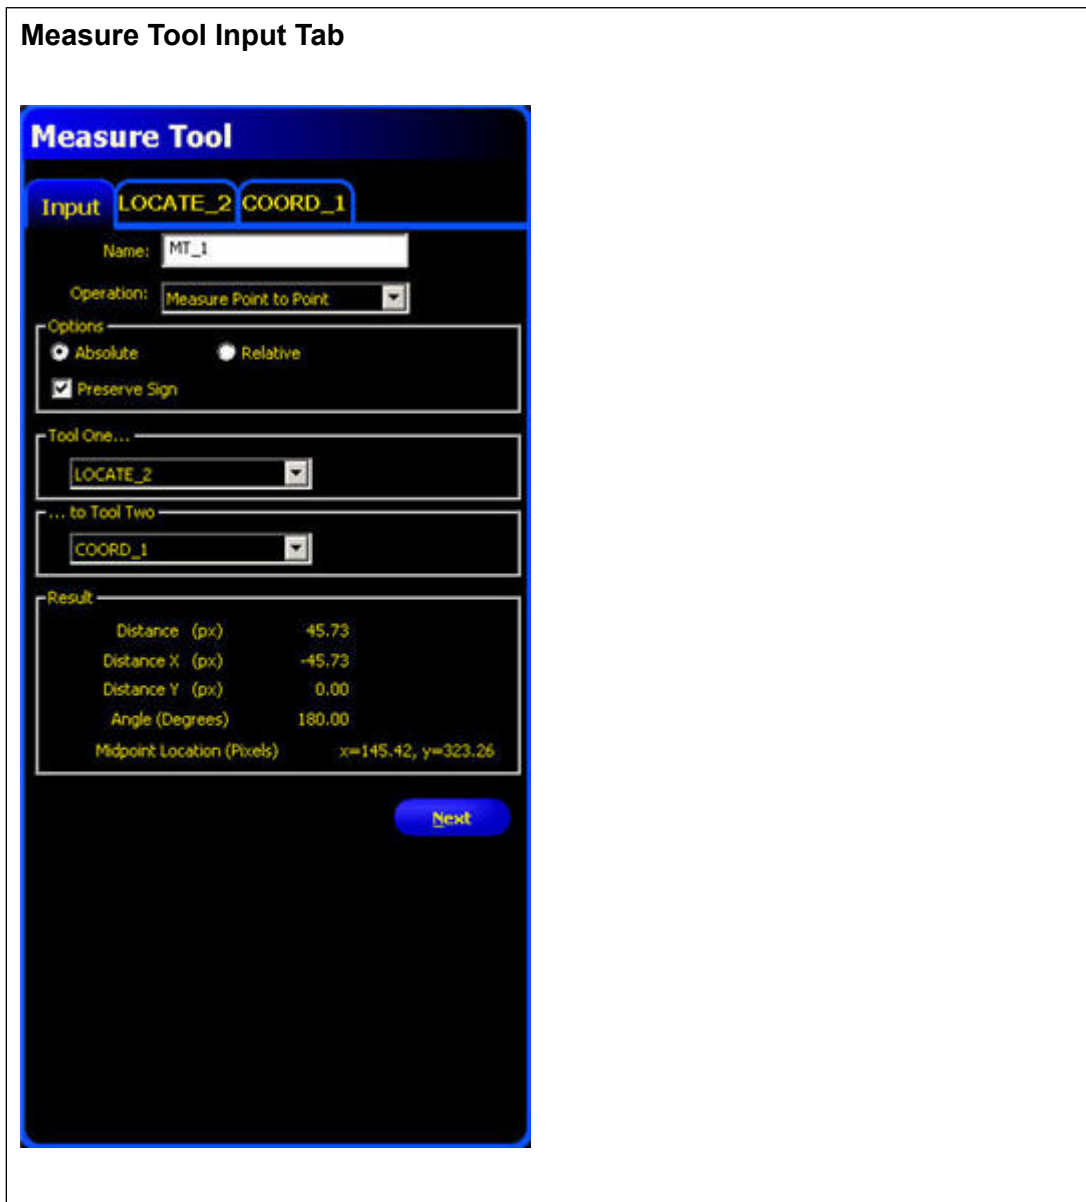 Measure Tool Input Tab
Measure Tool
Input LOCATE_2 COORD_1
Name: MT_1
Operation: Measure Point to Point
Options
Absolute Relative
Preserve Sign
Tool One...
LOCATE_2
... to Tool Two
COORD_1
Result
Distance (px) 45.73
Distance X (px) -45.73
Distance Y (px) 0.00
Angle (Degrees) 180.00
Midpoint Location (Pixels) x=145.42, y=323.26
Next